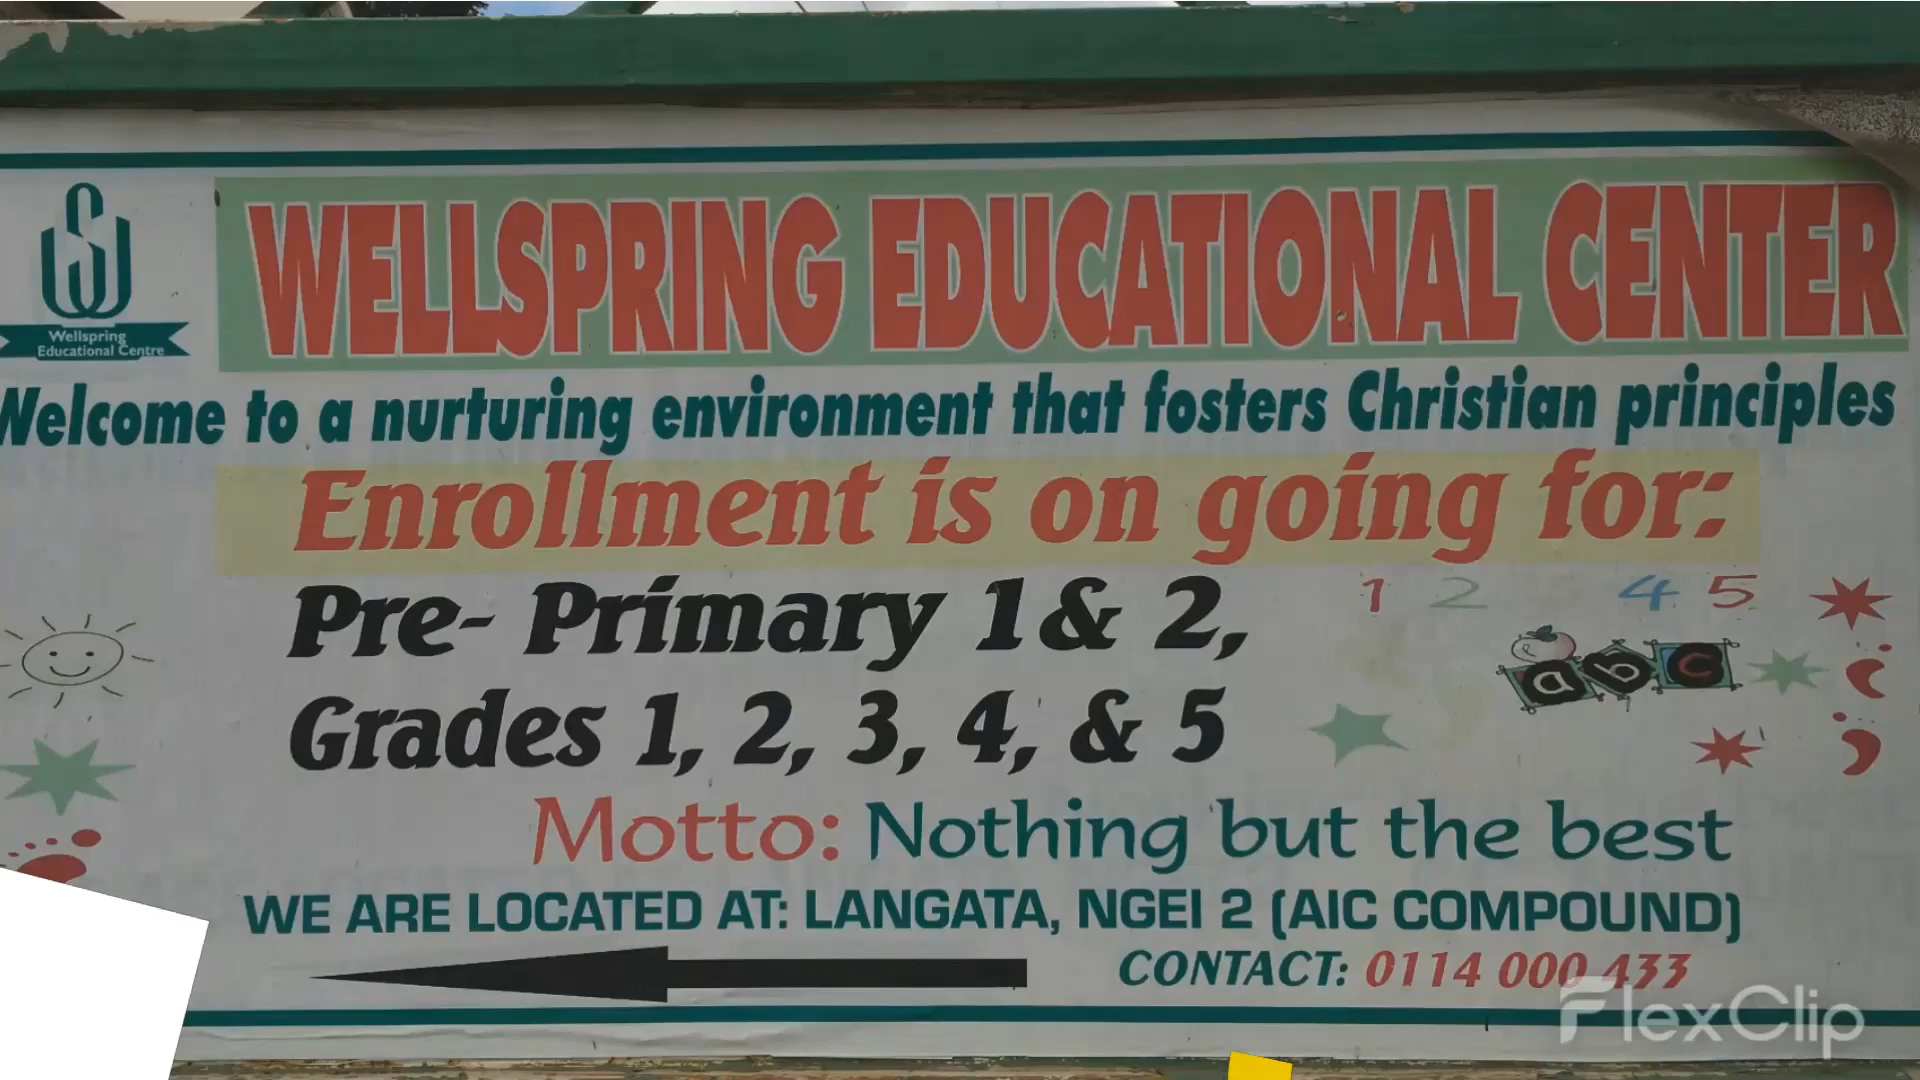 WELLSPRING EDUCATIONAL CENTER
Wellspring
Educational Centre
Welcome to a nurturing environment that fosters Christian principles
Enrollment is on going for:
Pre- Primary 1 & 2,
1 2 4 5
a b c
Grades 1, 2, 3, 4, & 5
Motto: Nothing but the best
WE ARE LOCATED AT: LANGATA, NGEI 2 (AIC COMPOUND)
CONTACT: 0114 000 433
FlexClip